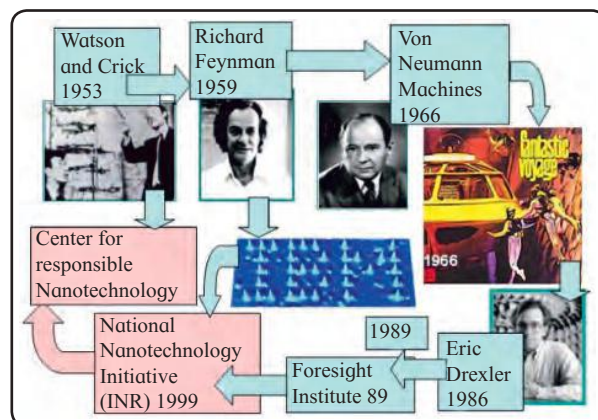 Watson
and Crick
1953
Richard
Feynman
1959
Von
Neumann
Machines
1966
fantastic
voyage
1966
Center for
responsible
Nanotechnology
National
Nanotechnology
Initiative
(INR) 1999
1989
Foresight
Institute 89
Eric
Drexler
1986